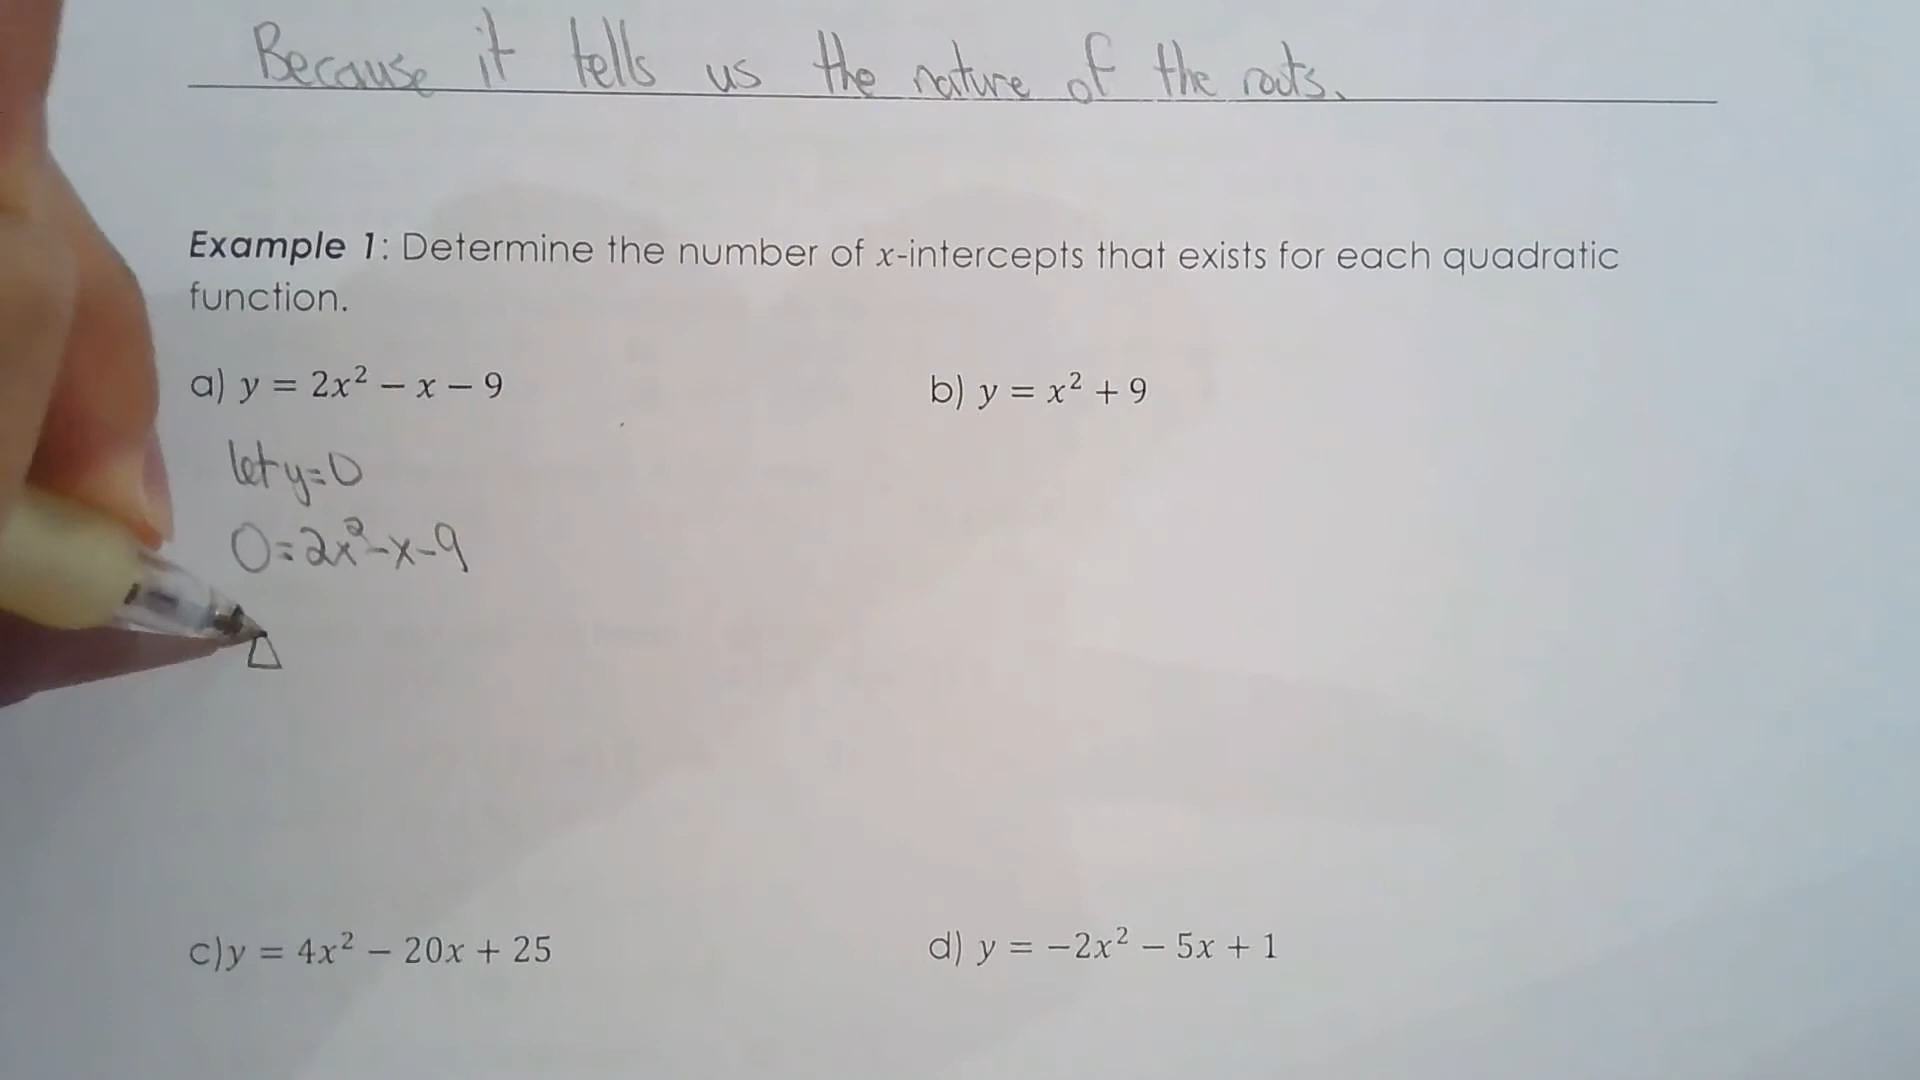 Because it tells us the nature of the roots.
Example 1: Determine the number of x-intercepts that exists for each quadratic
function.
a) y = 2x² − x − 9
b) y = x² + 9
let y=0
0=2x²-x-9
Δ
c)y = 4x² − 20x + 25
d) y = −2x² − 5x + 1